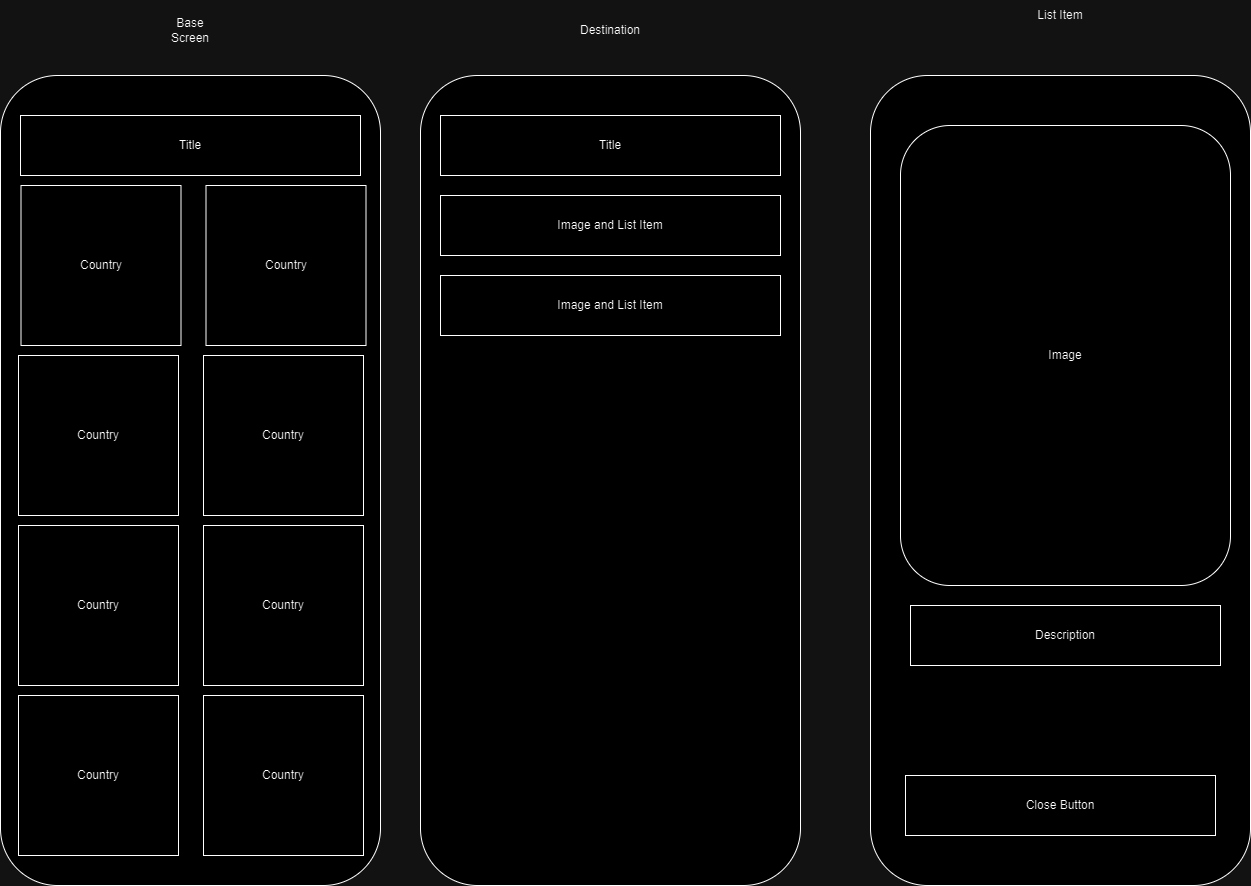 Base
Screen
Title
Country
Country
Country
Country
Country
Country
Country
Country
Destination
Title
Image and List Item
Image and List Item
List Item
Image
Description
Close Button